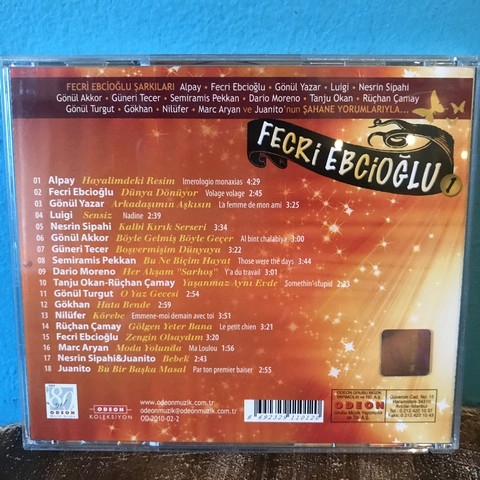 FECRİ EBCİOĞLU ŞARKILARI Alpay • Fecri Ebcioğlu • Gönül Yazar • Luigi • Nesrin Sipahi
Gönül Akkor • Güneri Tecer • Semiramis Pekkan • Dario Moreno • Tanju Okan • Rüçhan Çamay
Gönül Turgut • Gökhan • Nilüfer • Marc Aryan ve Juanito'nun ŞAHANE YORUMLARIYLA...
FECRİ EBCİOĞLU 1
01 Alpay Hayalimdeki Resim Imerologio monaxias) 4:29
02 Fecri Ebcioğlu Dünya Dönüyor Volage volage) 2:45
03 Gönül Yazar Arkadaşımın Aşkısın La femme de mon ami) 3:25
04 Luigi Sensiz Nadine) 2:39
05 Nesrin Sipahi Kalbi Kırık Serseri 3:34
06 Gönül Akkor Böyle Gelmiş Böyle Geçer Al bint chalabiya) 3:00
07 Güneri Tecer Boşvermişim Dünyaya 3:22
08 Semiramis Pekkan Bu Ne Biçim Hayat Those were they days) 3:44
09 Dario Moreno Her Akşam "Sarhoş" Y'a du travail) 3:01
10 Tanju Okan-Rüçhan Çamay Yaşanmaz Aynı Evde Somethin'stupid) 2:23
11 Gönül Turgut O Yaz Gecesi 2:54
12 Gökhan Hata Bende 2:59
13 Nilüfer Körebe Emmene-moi demain avec toi) 3:03
14 Rüçhan Çamay Gölgen Yeter Bana Le petit chien) 2:41
15 Fecri Ebcioğlu Zengin Olsaydım 3:02
16 Marc Aryan Moda Yolunda Ma Loulou) 1:56
17 Nesrin Sipahi&Juanito Bebek 2:43
18 Juanito Bu Bir Başka Masal Par ton premier baiser) 2:55
ODEON
ODEON
KOLEKSİYON
www.odeonmuzik.com.tr
odeonmuzik@odeonmuzik.com.tr
OD-2010-02-2
ODEON